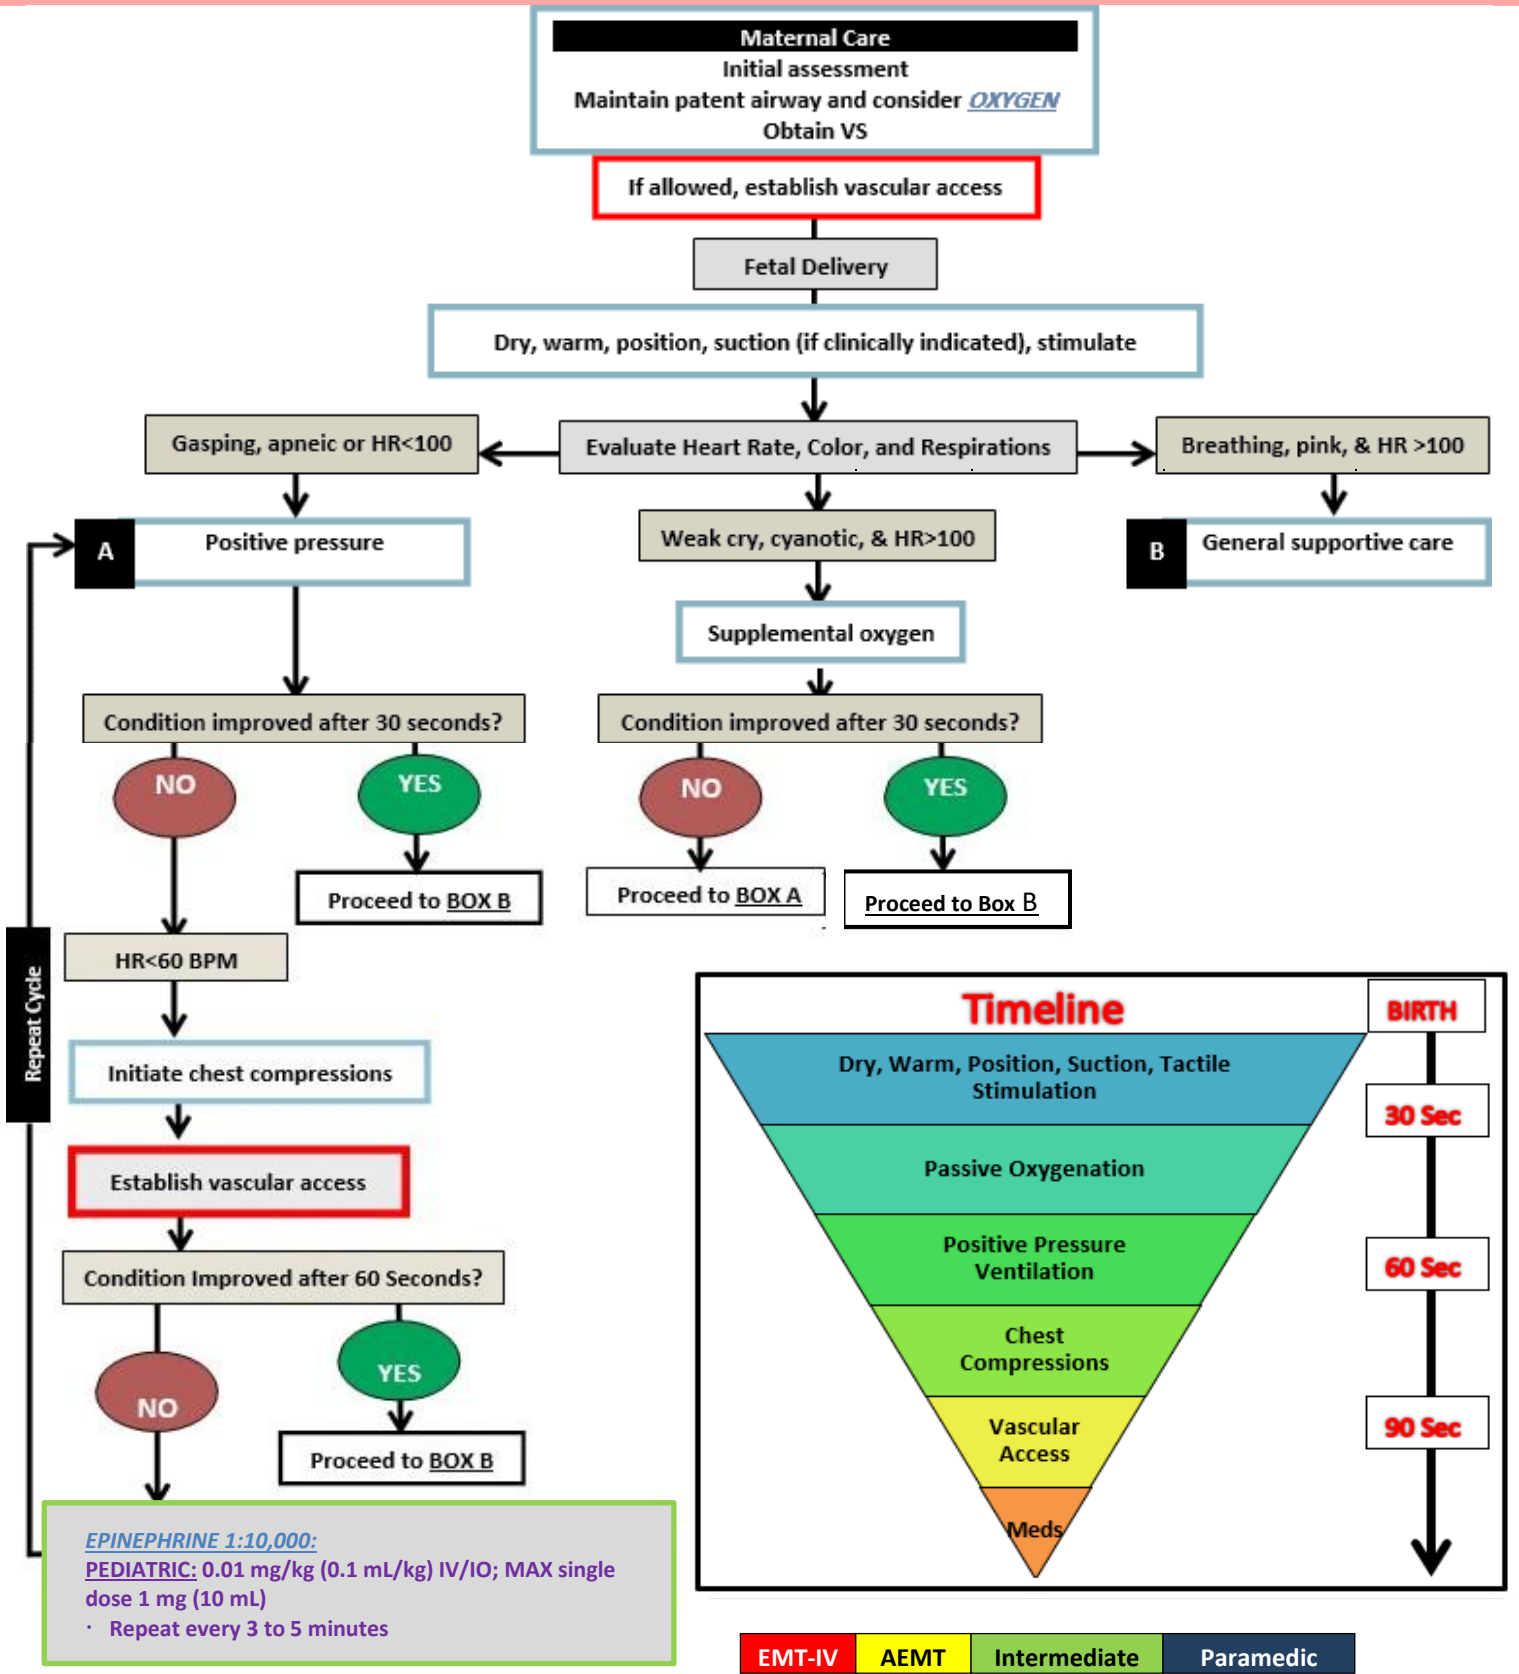 Maternal Care
Initial assessment
Maintain patent airway and consider OXYGEN
Obtain VS
If allowed, establish vascular access
Fetal Delivery
Dry, warm, position, suction (if clinically indicated), stimulate
Gasping, apneic or HR<100
Evaluate Heart Rate, Color, and Respirations
Breathing, pink, & HR >100
A
Positive pressure
Weak cry, cyanotic, & HR>100
B
General supportive care
Supplemental oxygen
Condition improved after 30 seconds?
Condition improved after 30 seconds?
NO
YES
NO
YES
Proceed to BOX B
Proceed to BOX A
Proceed to Box B
HR<60 BPM
Repeat Cycle
Initiate chest compressions
Establish vascular access
Condition Improved after 60 Seconds?
NO
YES
Proceed to BOX B
EPINEPHRINE 1:10,000:
PEDIATRIC: 0.01 mg/kg (0.1 mL/kg) IV/IO; MAX single
dose 1 mg (10 mL)
· Repeat every 3 to 5 minutes
Timeline
BIRTH
Dry, Warm, Position, Suction, Tactile
Stimulation
30 Sec
Passive Oxygenation
Positive Pressure
Ventilation
60 Sec
Chest
Compressions
Vascular
Access
90 Sec
Meds
EMT-IV
AEMT
Intermediate
Paramedic